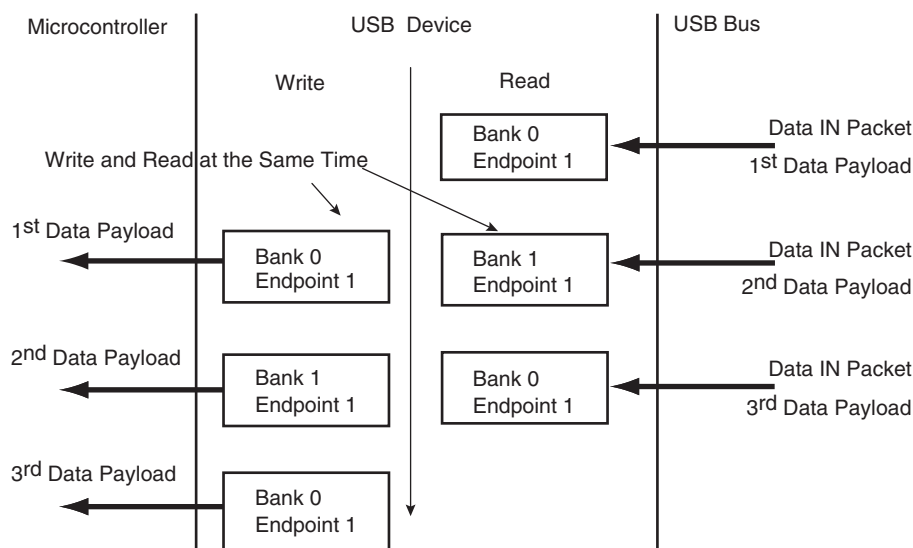 Microcontroller
USB Device
USB Bus
Write
Read
Bank 0
Endpoint 1
Data IN Packet
1st Data Payload
Write and Read at the Same Time
1st Data Payload
Bank 0
Endpoint 1
Bank 1
Endpoint 1
Data IN Packet
2nd Data Payload
2nd Data Payload
Bank 1
Endpoint 1
Bank 0
Endpoint 1
Data IN Packet
3rd Data Payload
3rd Data Payload
Bank 0
Endpoint 1